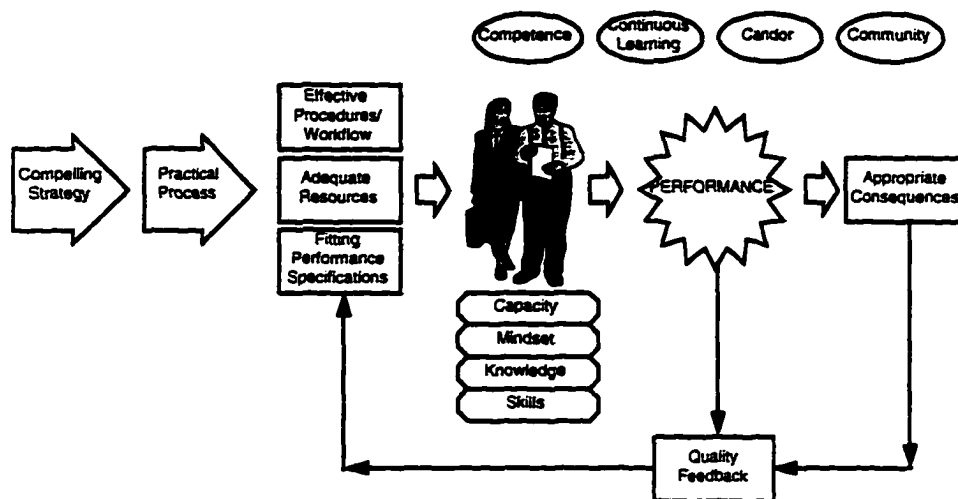 Competence
Continuous
Learning
Candor
Community
Effective
Procedures/
Workflow
Compelling
Strategy
Practical
Process
Adequate
Resources
PERFORMANCE
Appropriate
Consequences
Fitting
Performance
Specifications
Capacity
Mindset
Knowledge
Skills
Quality
Feedback